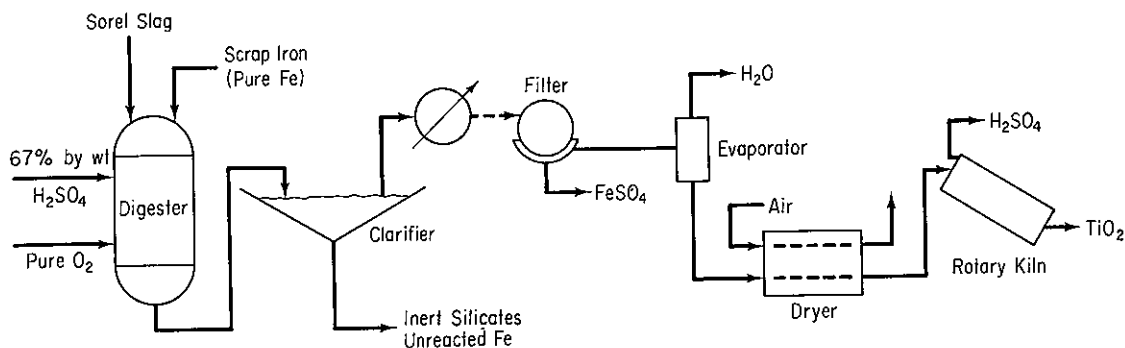 Sorel Slag
Scrap Iron
(Pure Fe)
67% by wt
H₂SO₄
Pure O₂
Digester
Clarifier
Inert Silicates
Unreacted Fe
Filter
FeSO₄
H₂O
Evaporator
Air
Dryer
H₂SO₄
TiO₂
Rotary Kiln